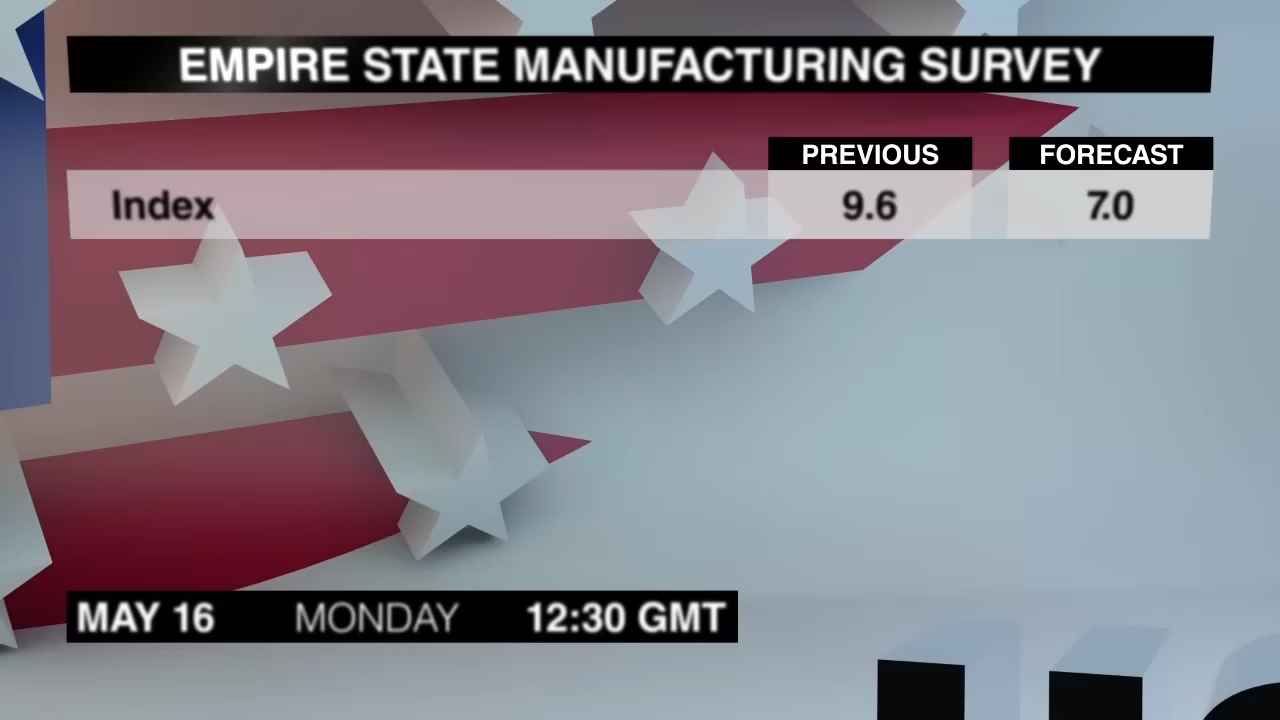 EMPIRE STATE MANUFACTURING SURVEY
PREVIOUS FORECAST
Index 9.6 7.0
MAY 16 MONDAY 12:30 GMT